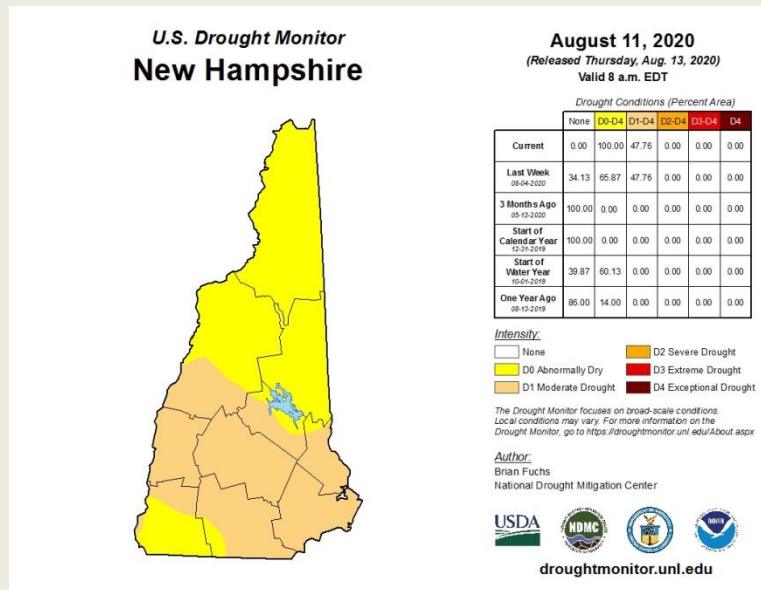 U.S. Drought Monitor
New Hampshire
August 11, 2020
(Released Thursday, Aug. 13, 2020)
Valid 8 a.m. EDT
Drought Conditions (Percent Area)
None D0-D4 D1-D4 D2-D4 D3-D4 D4
Current 0.00 100.00 47.76 0.00 0.00 0.00
Last Week
08-04-2020 34.13 65.87 47.76 0.00 0.00 0.00
3 Months Ago
05-12-2020 100.00 0.00 0.00 0.00 0.00 0.00
Start of
Calendar Year
12-31-2019 100.00 0.00 0.00 0.00 0.00 0.00
Start of
Water Year
10-01-2019 39.87 60.13 0.00 0.00 0.00 0.00
One Year Ago
08-13-2019 86.00 14.00 0.00 0.00 0.00 0.00
Intensity:
None
D0 Abnormally Dry
D1 Moderate Drought
D2 Severe Drought
D3 Extreme Drought
D4 Exceptional Drought
The Drought Monitor focuses on broad-scale conditions.
Local conditions may vary. For more information on the
Drought Monitor, go to https://droughtmonitor.unl.edu/About.aspx
Author:
Brian Fuchs
National Drought Mitigation Center
USDA
NDMC
NOAA
droughtmonitor.unl.edu